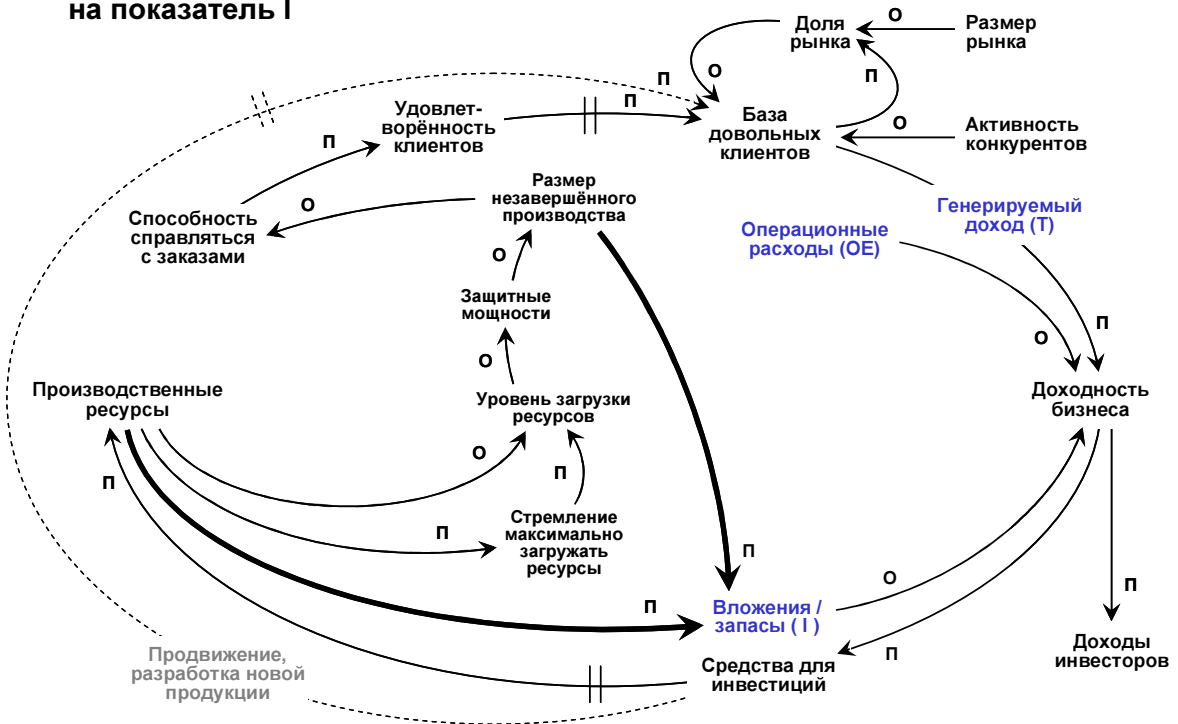 на показатель I
Доля
рынка
О
Размер
рынка
П
О
П
П
Удовлет-
ворённость
клиентов
П
База
довольных
клиентов
О
Активность
конкурентов
П
Размер
незавершённого
производства
О
Способность
справляться
с заказами
Генерируемый
доход (T)
Операционные
расходы (OE)
О
Защитные
мощности
О
П
О
Производственные
ресурсы
Уровень загрузки
ресурсов
Доходность
бизнеса
О
П
П
П
Стремление
максимально
загружать
ресурсы
П
О
П
П
Вложения /
запасы ( I )
П
Доходы
инвесторов
Продвижение,
разработка новой
продукции
Средства для
инвестиций